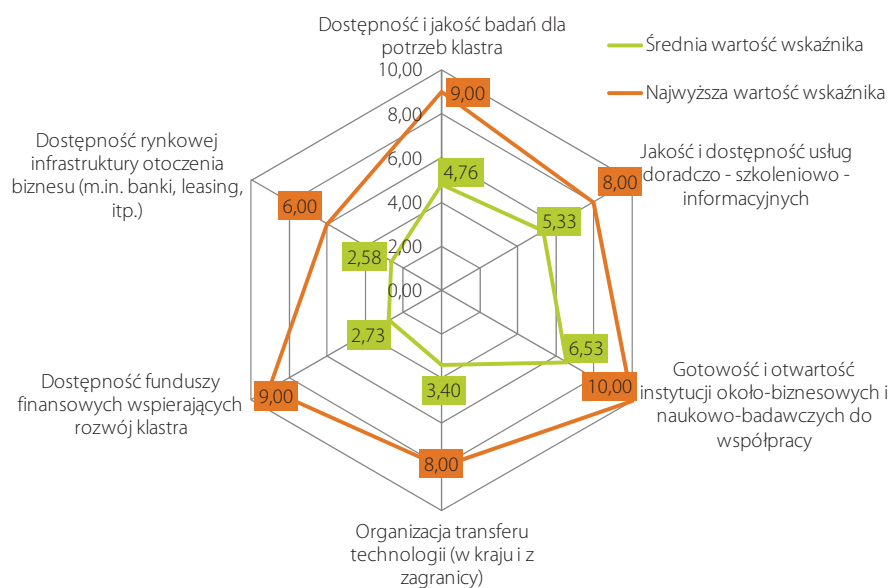 Dostępność i jakość badań dla
potrzeb klastra
Średnia wartość wskaźnika
Najwyższa wartość wskaźnika
10,00
8,00
6,00
4,00
2,00
0,00
9,00
4,76
Jakość i dostępność usług
doradczo - szkoleniowo -
informacyjnych
8,00
5,33
Gotowość i otwartość
instytucji około-biznesowych i
naukowo-badawczych do
współpracy
10,00
6,53
Organizacja transferu
technologii (w kraju i z
zagranicy)
8,00
3,40
Dostępność funduszy
finansowych wspierających
rozwój klastra
9,00
2,73
Dostępność rynkowej
infrastruktury otoczenia
biznesu (m.in. banki, leasing,
itp.)
6,00
2,58